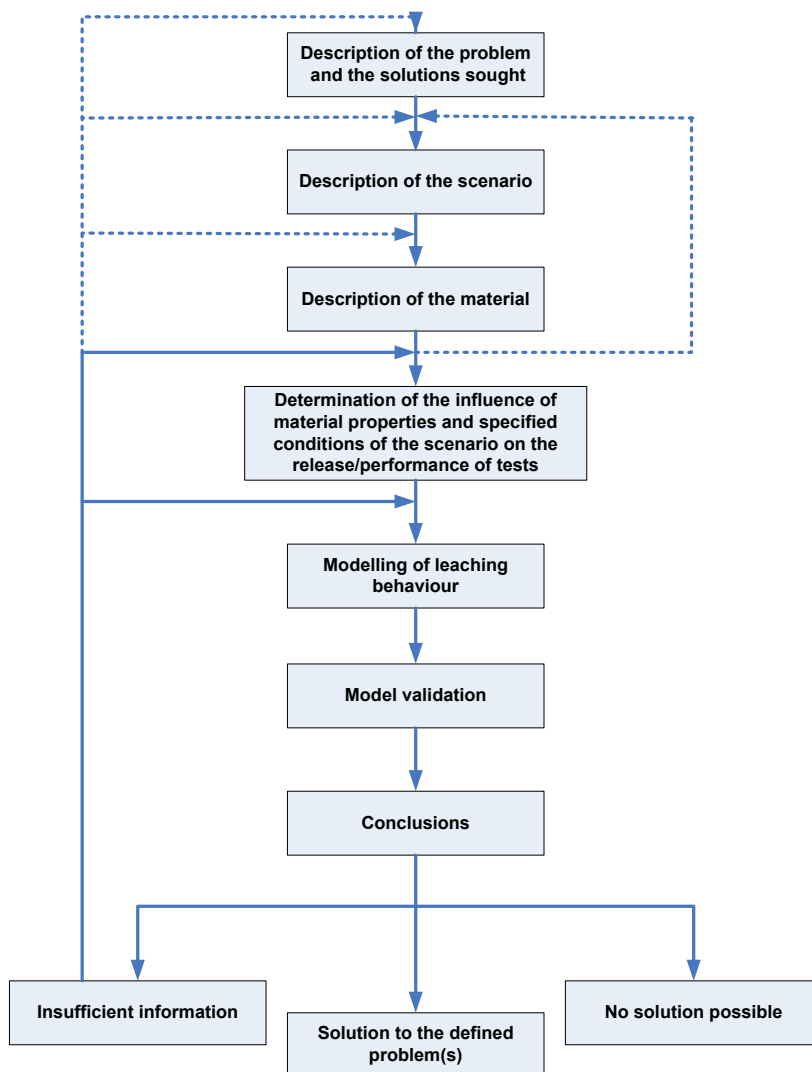 Description of the problem
and the solutions sought
Description of the scenario
Description of the material
Determination of the influence of
material properties and specified
conditions of the scenario on the
release/performance of tests
Modelling of leaching
behaviour
Model validation
Conclusions
Insufficient information
No solution possible
Solution to the defined
problem(s)